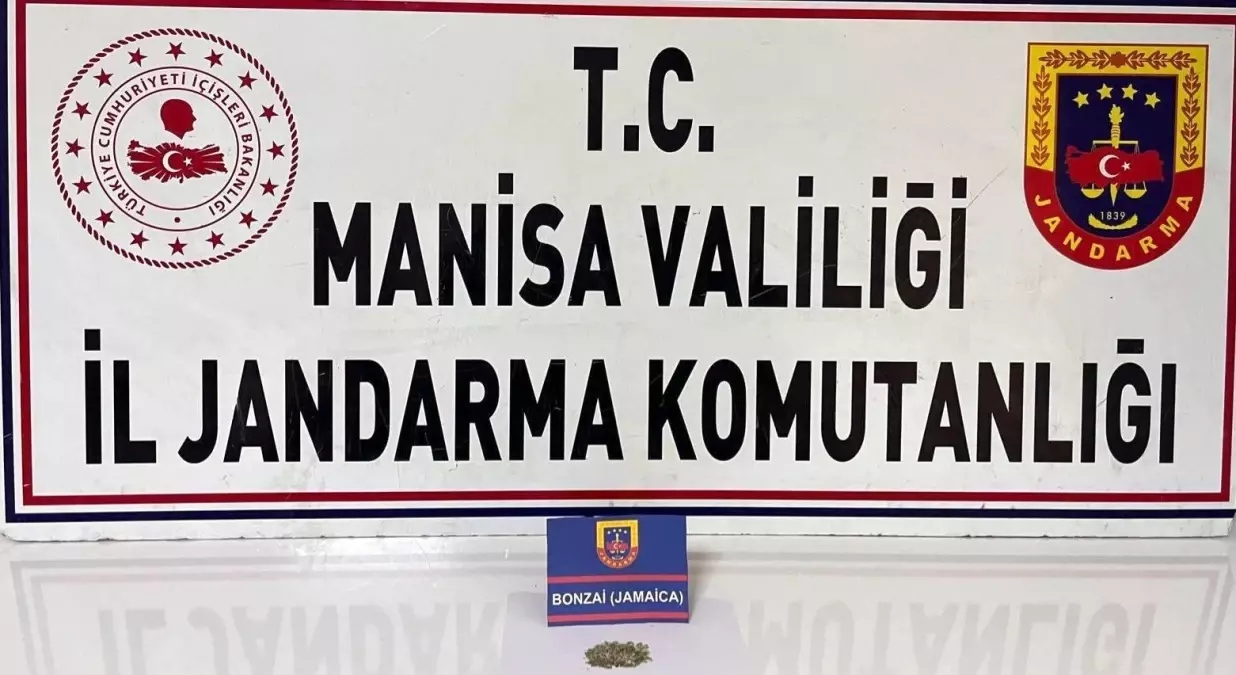 T.C.
MANİSA VALİLİĞİ
İL JANDARMA KOMUTANLIĞI
TÜRKİYE CUMHURİYETİ İÇİŞLERİ BAKANLIĞI
1839
JANDARMA
JANDARMA
BONZAİ (JAMAİCA)